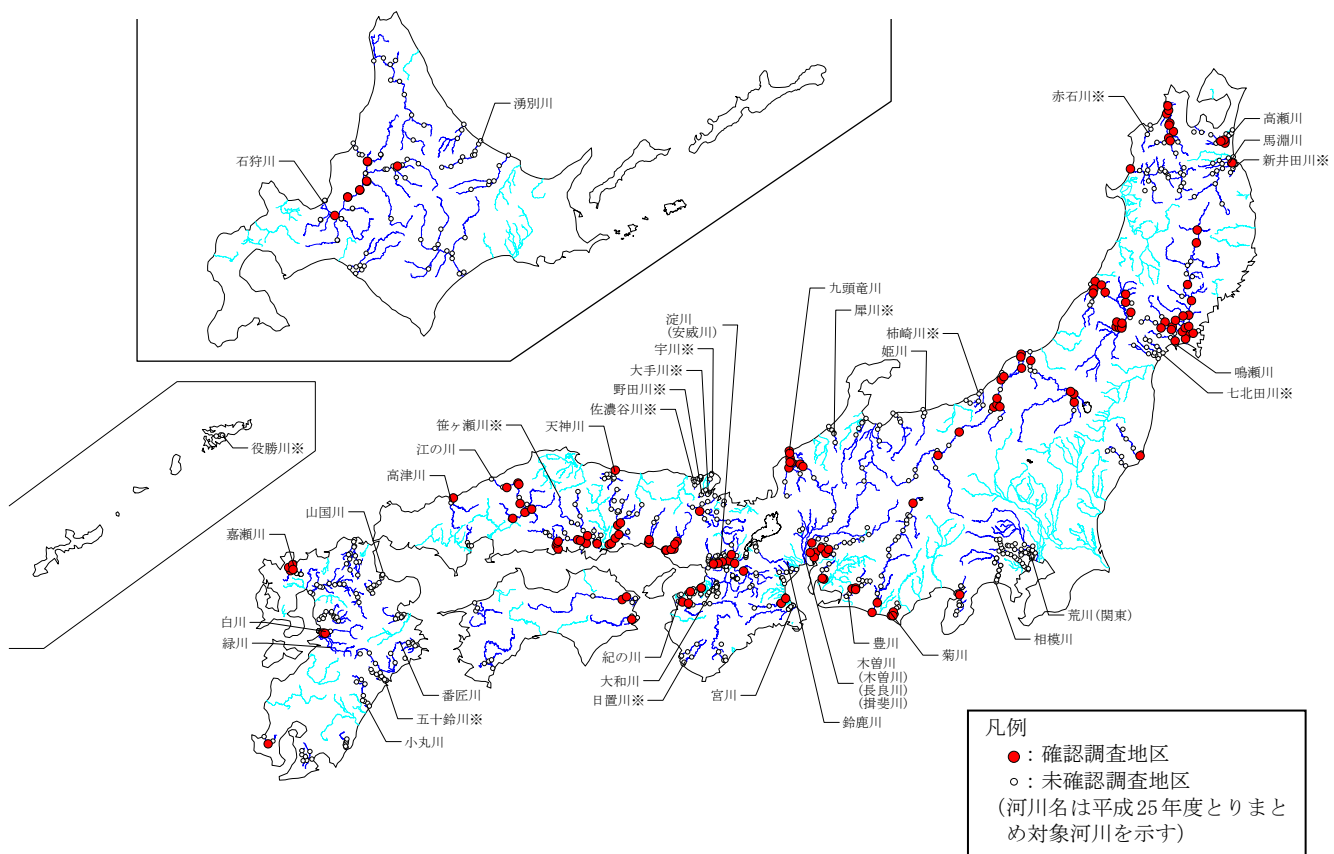 湧別川
石狩川
赤石川※
高瀬川
馬淵川
新井田川※
九頭竜川
犀川※
柿崎川※
姫川
淀川
(安威川)
宇川※
大手川※
野田川※
佐濃谷川※
天神川
笹ヶ瀬川※
江の川
高津川
鳴瀬川
七北田川※
役勝川※
山国川
嘉瀬川
白川
緑川
番匠川
五十鈴川※
小丸川
紀の川
大和川
日置川※
宮川
鈴鹿川
木曽川
(木曽川)
(長良川)
(揖斐川)
豊川
菊川
相模川
荒川(関東)
凡例
●：確認調査地区
○：未確認調査地区
(河川名は平成25年度とりまと
め対象河川を示す)